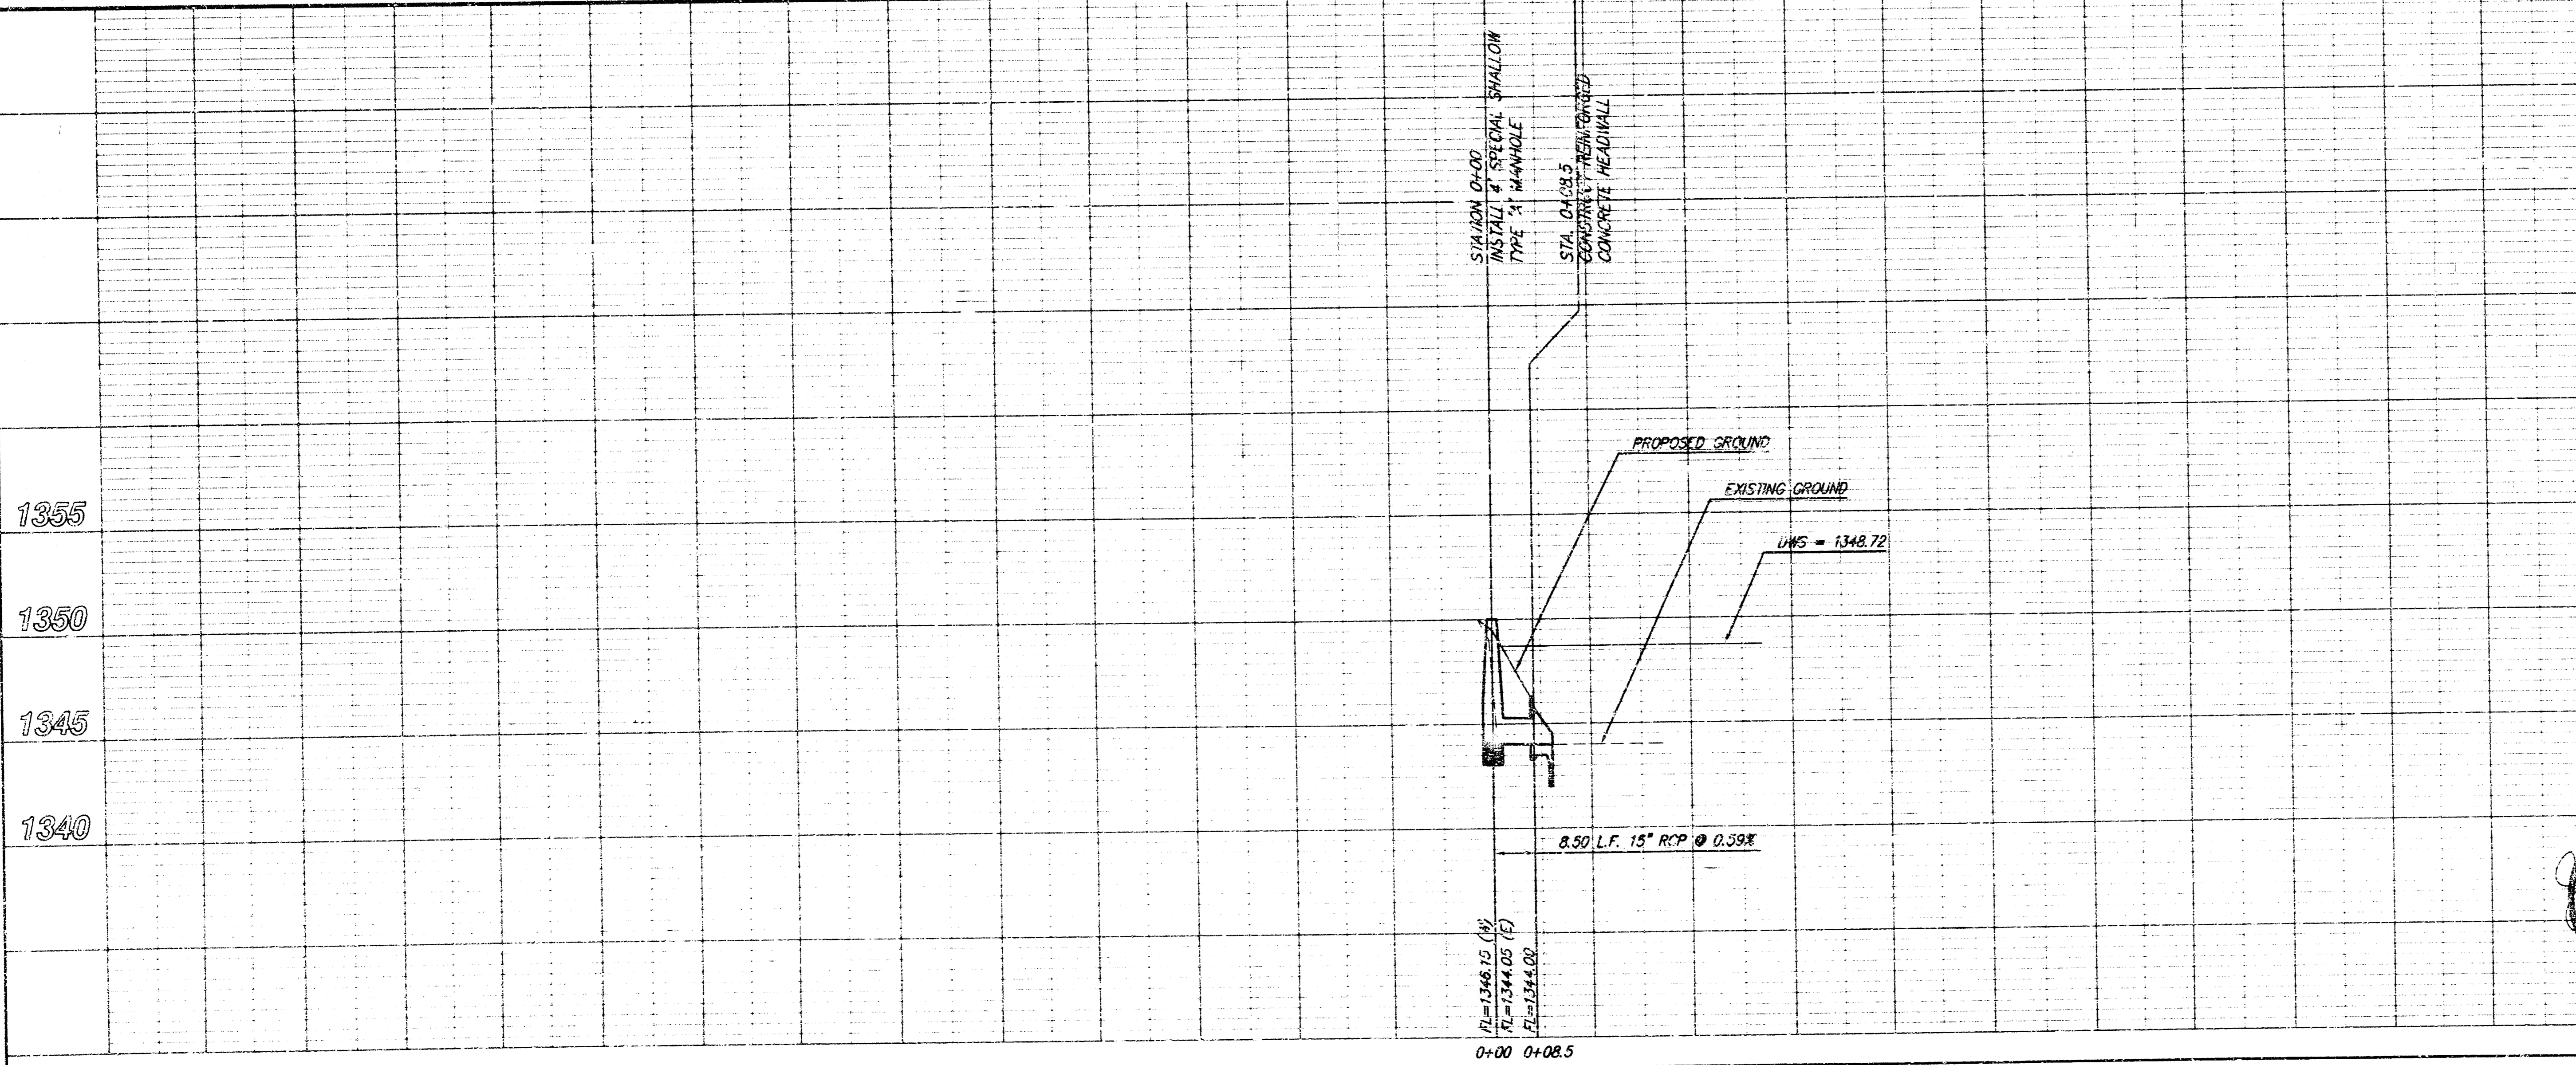 STATION 0+00
INSTALL 4' SPECIAL SHALLOW
TYPE "A" MANHOLE
STA. 0+08.5
CONSTRUCT REINFORCED
CONCRETE HEADWALL
PROPOSED GROUND
EXISTING GROUND
UWS = 1348.72
1355
1350
1345
1340
8.50 L.F. 15" RCP @ 0.59%
FL=1346.15 (W)
FL=1344.05 (E)
FL=1344.00
0+00 0+08.5